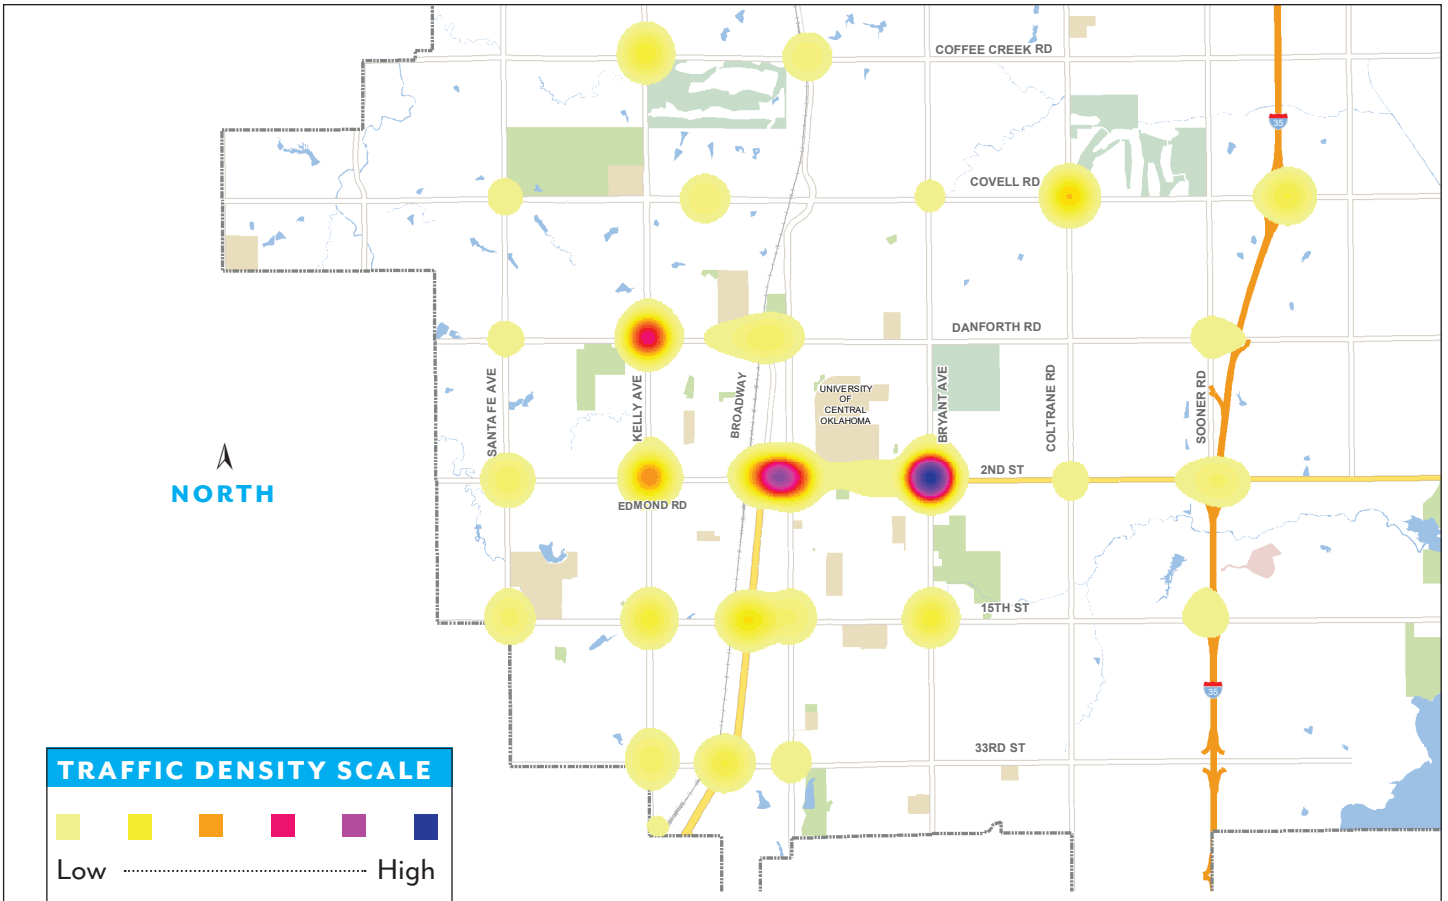 COFFEE CREEK RD
35
COVELL RD
DANFORTH RD
SANTA FE AVE
KELLY AVE
BROADWAY
UNIVERSITY
OF
CENTRAL
OKLAHOMA
BRYANT AVE
COLTRANE RD
SOONER RD
2ND ST
EDMOND RD
NORTH
15TH ST
35
33RD ST
TRAFFIC DENSITY SCALE
Low
High